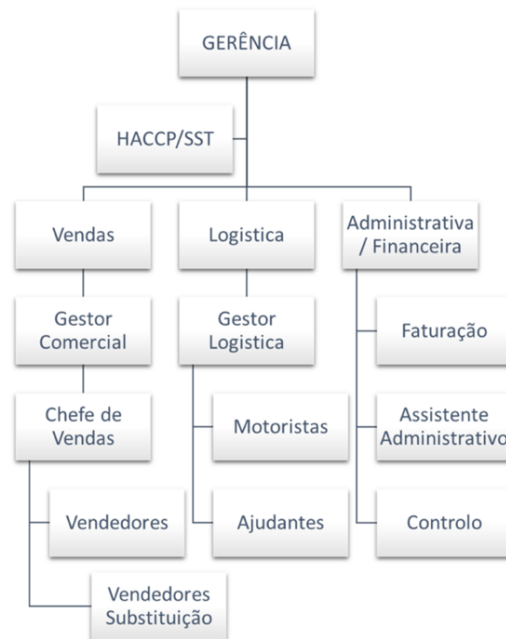 GERÊNCIA
HACCP/SST
Vendas
Logistica
Administrativa
/ Financeira
Gestor
Comercial
Gestor
Logistica
Faturação
Chefe de
Vendas
Motoristas
Assistente
Administrativo
Vendedores
Ajudantes
Controlo
Vendedores
Substituição